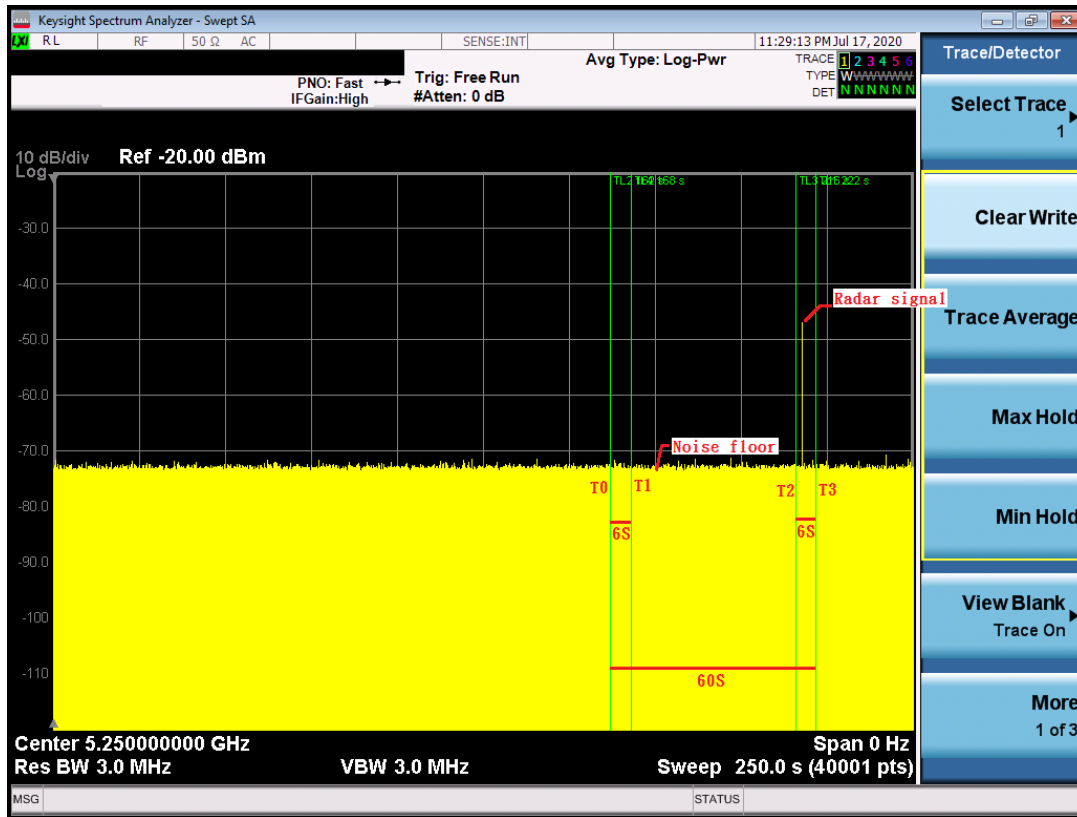 Keysight Spectrum Analyzer - Swept SA
LXI RL RF 50 Ω AC SENSE:INT 11:29:13 PM Jul 17, 2020
Avg Type: Log-Pwr
TRACE 1 2 3 4 5 6
TYPE WWWWWW
DET N N N N N N
PNO: Fast
IFGain:High
Trig: Free Run
#Atten: 0 dB
Trace/Detector
Select Trace
1
10 dB/div
Log
Ref -20.00 dBm
Clear Write
-30.0
-40.0
Radar signal
Trace Average
-50.0
-60.0
Max Hold
-70.0
Noise floor
T0
T1
T2
T3
-80.0
Min Hold
6S
6S
-90.0
View Blank
Trace On
-100
-110
60S
More
1 of 3
Center 5.250000000 GHz
Span 0 Hz
Res BW 3.0 MHz
VBW 3.0 MHz
Sweep 250.0 s (40001 pts)
MSG
STATUS